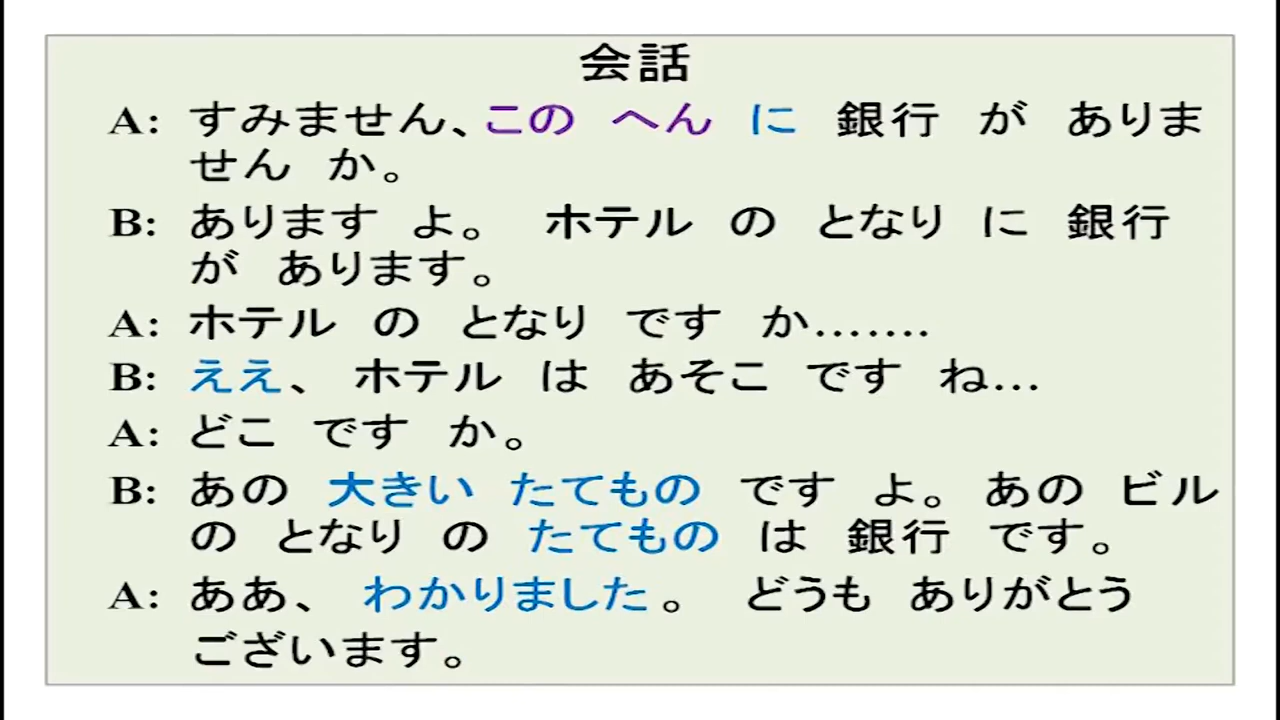 会話
A: すみません、この へん に 銀行 が ありま
せん か。
B: あります よ。 ホテル の となり に 銀行
が あります。
A: ホテル の となり です か.......
B: ええ、 ホテル は あそこ です ね...
A: どこ です か。
B: あの 大きい たてもの です よ。 あの ビル
の となり の たてもの は 銀行 です。
A: ああ、 わかりました 。 どうも ありがとう
ございます。